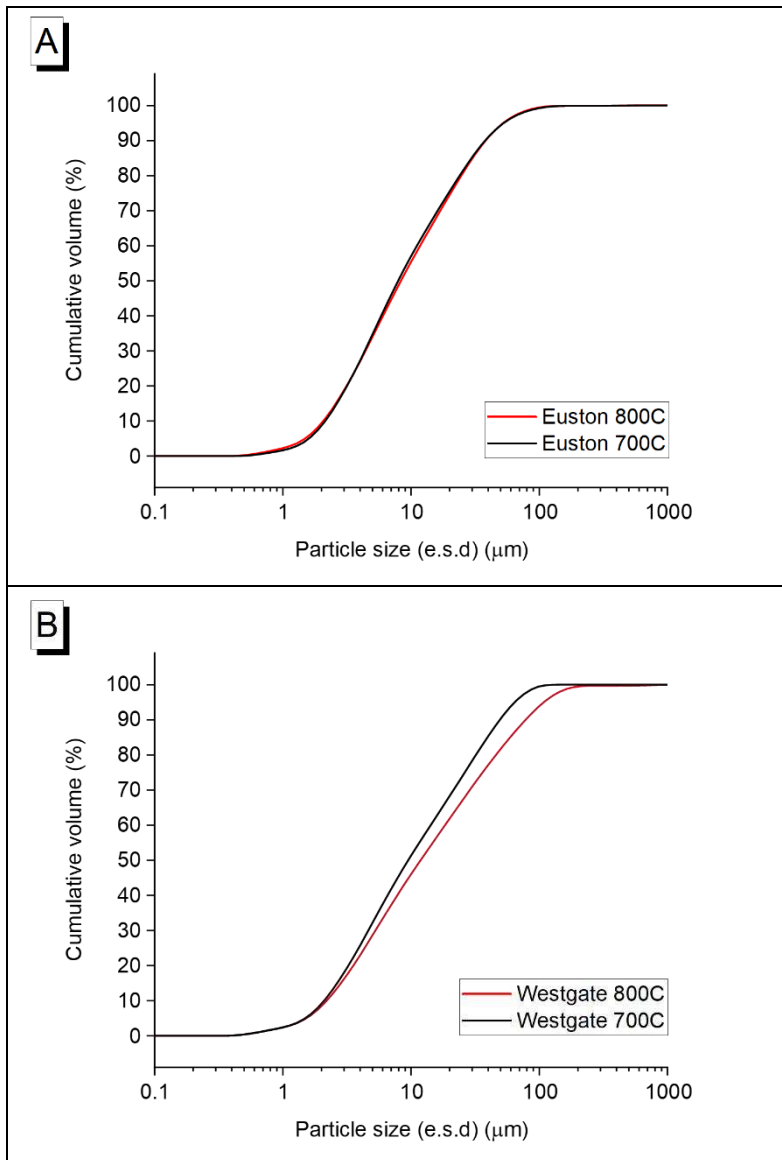 A
100
90
80
70
60
50
40
30
20
10
0
Cumulative volume (%)
Euston 800C
Euston 700C
0.1 1 10 100 1000
Particle size (e.s.d) (μm)
B
100
90
80
70
60
50
40
30
20
10
0
Cumulative volume (%)
Westgate 800C
Westgate 700C
0.1 1 10 100 1000
Particle size (e.s.d) (μm)